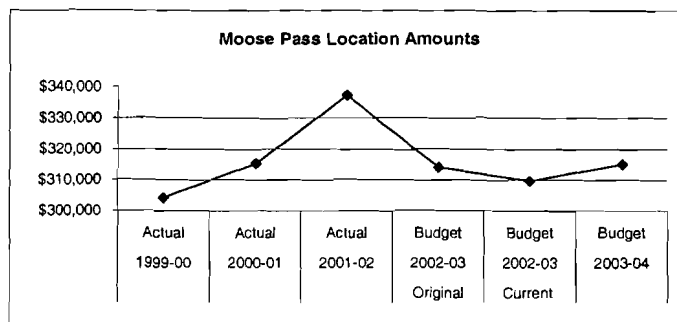 Moose Pass Location Amounts
$340,000
$330,000
$320,000
$310,000
$300,000
Actual Actual Actual Budget Budget Budget
1999-00 2000-01 2001-02 2002-03 2002-03 2003-04
Original Current